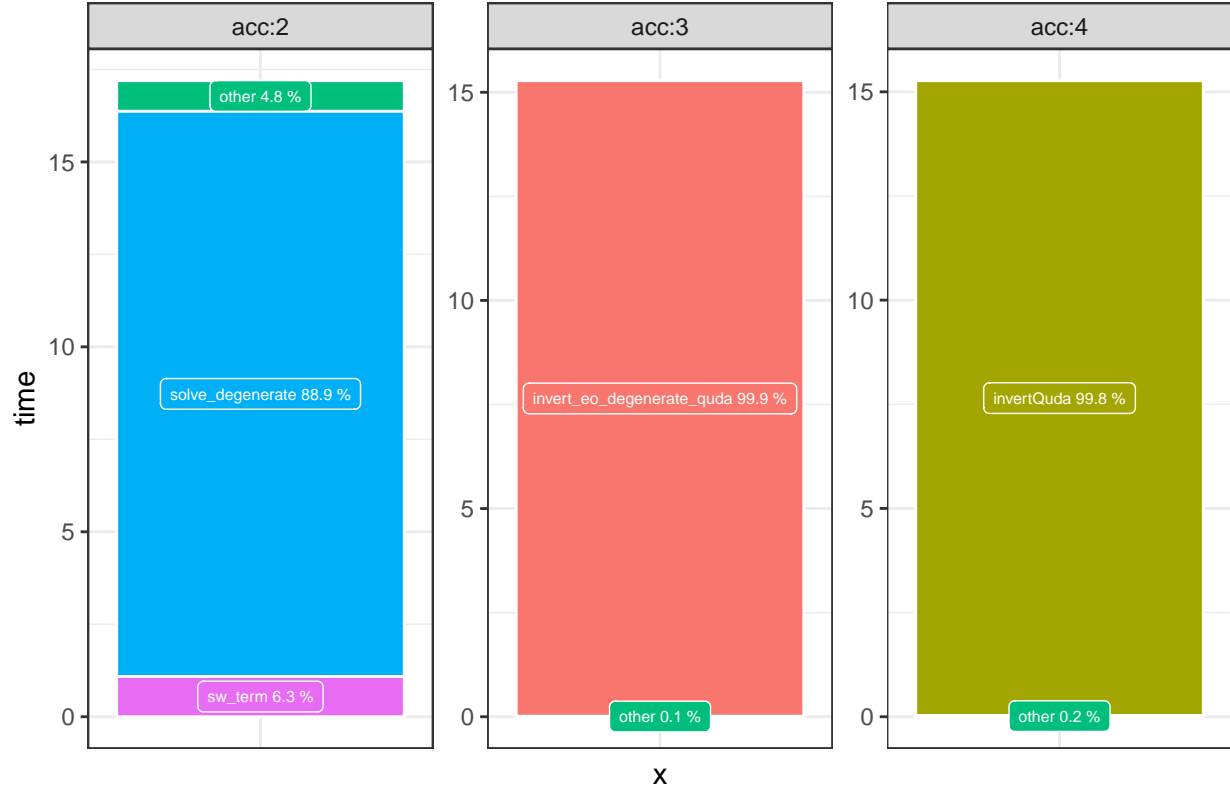 acc:2
acc:3
acc:4
time
15
10
5
0
other 4.8 %
solve_degenerate 88.9 %
sw_term 6.3 %
15
10
5
0
invert_eo_degenerate_quda 99.9 %
other 0.1 %
15
10
5
0
invertQuda 99.8 %
other 0.2 %
x